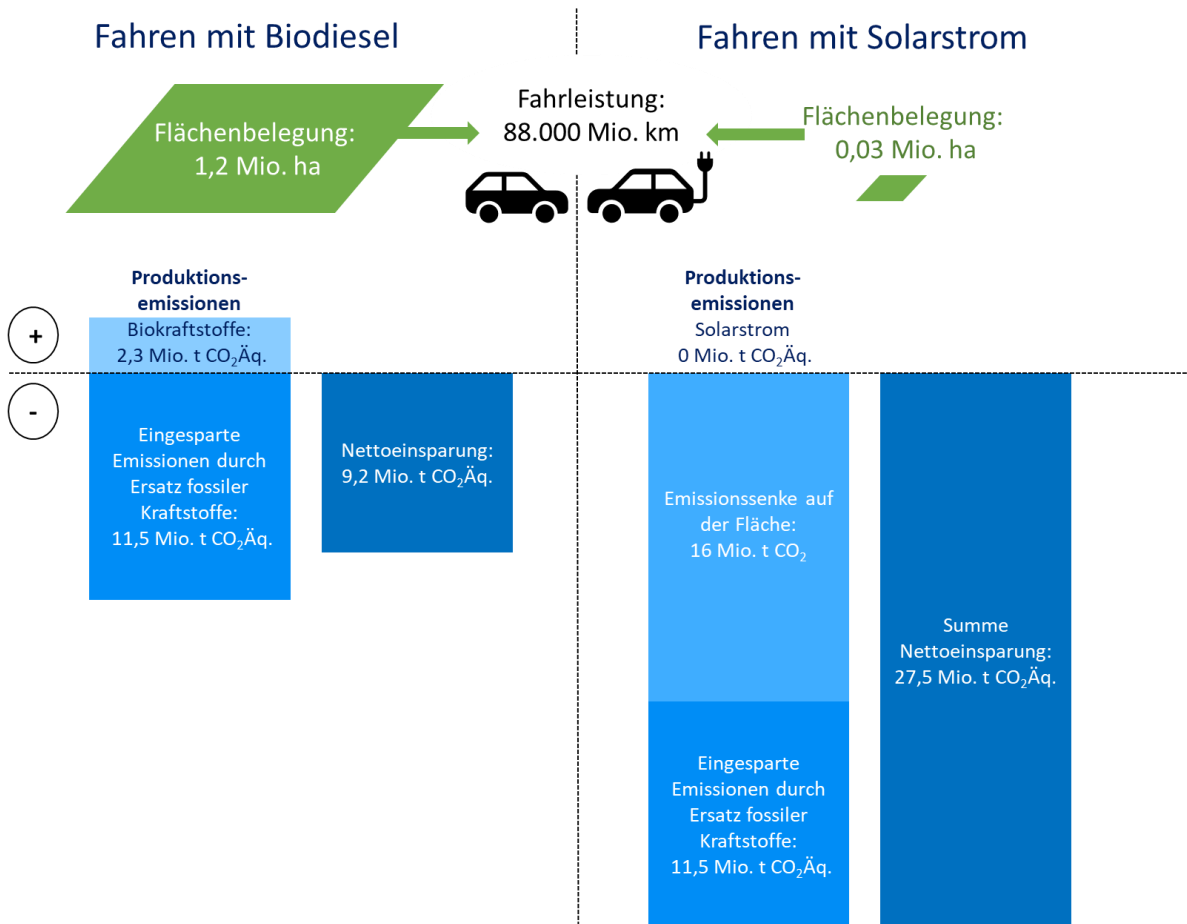 Fahren mit Biodiesel
Fahren mit Solarstrom
Flächenbelegung:
1,2 Mio. ha
Fahrleistung:
88.000 Mio. km
Flächenbelegung:
0,03 Mio. ha
+
-
Produktions-
emissionen
Biokraftstoffe:
2,3 Mio. t CO₂Äq.
Eingesparte
Emissionen durch
Ersatz fossiler
Kraftstoffe:
11,5 Mio. t CO₂Äq.
Nettoeinsparung:
9,2 Mio. t CO₂Äq.
Produktions-
emissionen
Solarstrom
0 Mio. t CO₂Äq.
Emissionssenke auf
der Fläche:
16 Mio. t CO₂
Eingesparte
Emissionen durch
Ersatz fossiler
Kraftstoffe:
11,5 Mio. t CO₂Äq.
Summe
Nettoeinsparung:
27,5 Mio. t CO₂Äq.